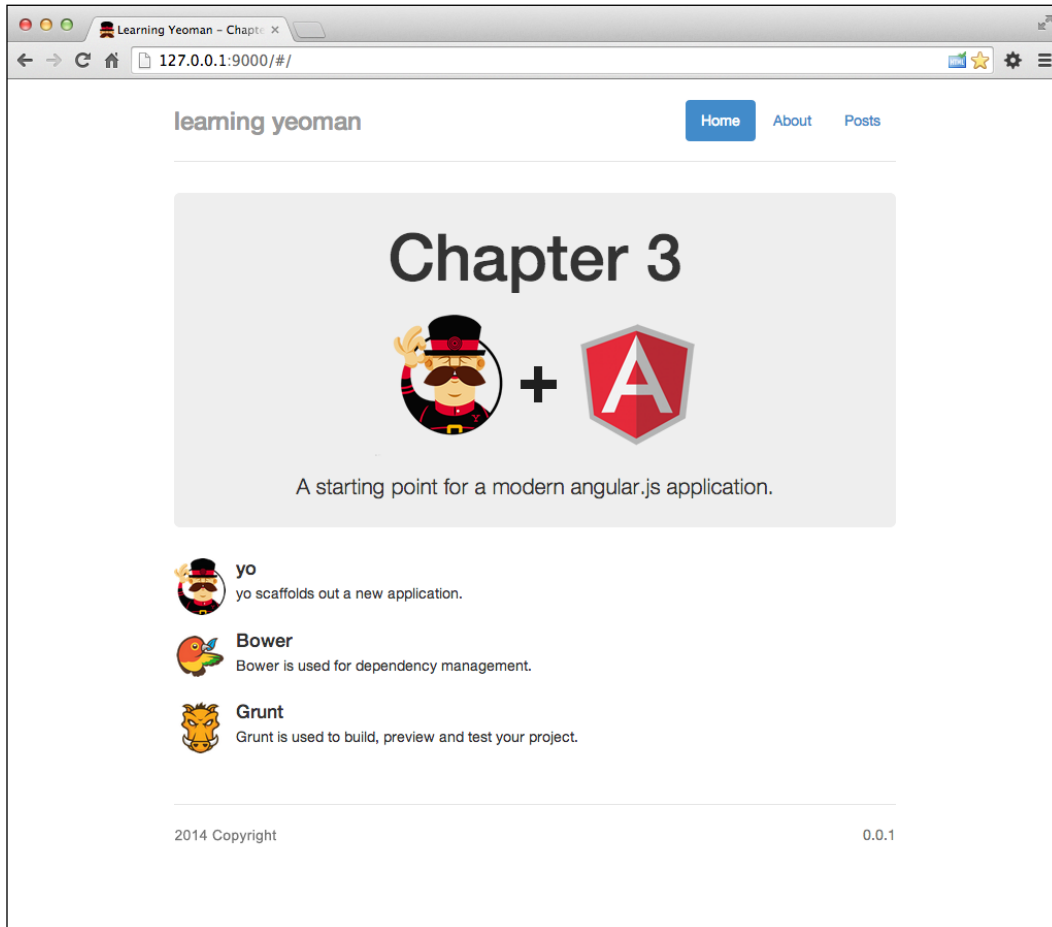 Learning Yeoman – Chapte
127.0.0.1:9000/#/
learning yeoman
Home About Posts
Chapter 3
A starting point for a modern angular.js application.
yo
yo scaffolds out a new application.
Bower
Bower is used for dependency management.
Grunt
Grunt is used to build, preview and test your project.
2014 Copyright
0.0.1